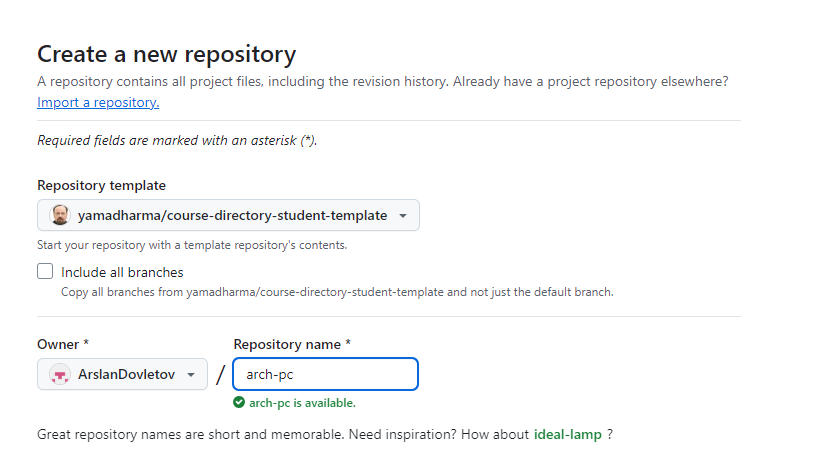 Create a new repository
A repository contains all project files, including the revision history. Already have a project repository elsewhere?
Import a repository.
Required fields are marked with an asterisk (*).
Repository template
yamadharma/course-directory-student-template
Start your repository with a template repository's contents.
Include all branches
Copy all branches from yamadharma/course-directory-student-template and not just the default branch.
Owner * Repository name *
ArslanDovletov / arch-pc
arch-pc is available.
Great repository names are short and memorable. Need inspiration? How about ideal-lamp ?